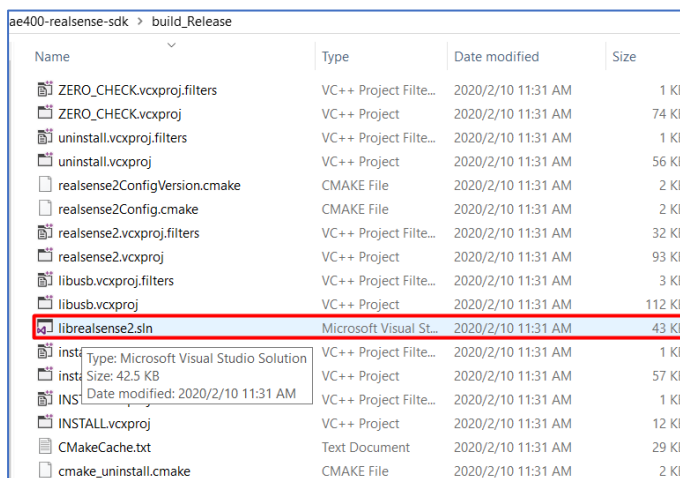 ae400-realsense-sdk > build_Release
Name Type Date modified Size
ZERO_CHECK.vcxproj.filters VC++ Project Filte... 2020/2/10 11:31 AM 1
ZERO_CHECK.vcxproj VC++ Project 2020/2/10 11:31 AM 74
uninstall.vcxproj.filters VC++ Project Filte... 2020/2/10 11:31 AM 1
uninstall.vcxproj VC++ Project 2020/2/10 11:31 AM 56
realsense2ConfigVersion.cmake CMAKE File 2020/2/10 11:31 AM 2
realsense2Config.cmake CMAKE File 2020/2/10 11:31 AM 2
realsense2.vcxproj.filters VC++ Project Filte... 2020/2/10 11:31 AM 32
realsense2.vcxproj VC++ Project 2020/2/10 11:31 AM 93
libusb.vcxproj.filters VC++ Project Filte... 2020/2/10 11:31 AM 3
libusb.vcxproj VC++ Project 2020/2/10 11:31 AM 112
librealsense2.sln Microsoft Visual St... 2020/2/10 11:31 AM 43
insta VC++ Project Filte... 2020/2/10 11:31 AM 1
Type: Microsoft Visual Studio Solution
insta VC++ Project 2020/2/10 11:31 AM 57
Size: 42.5 KB
INS VC++ Project Filte... 2020/2/10 11:31 AM 1
Date modified: 2020/2/10 11:31 AM
INSTALL.vcxproj VC++ Project 2020/2/10 11:31 AM 12
CMakeCache.txt Text Document 2020/2/10 11:31 AM 29
cmake_uninstall.cmake CMAKE File 2020/2/10 11:31 AM 2